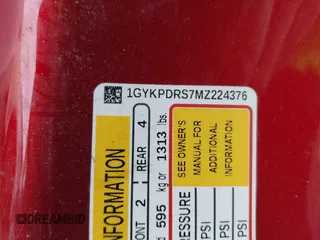 1GYKPDRS7MZ224376
INFORMATION
FRONT 2 REAR 4
595 kg or 1313 lbs.
SEE OWNER'S
MANUAL FOR
ADDITIONAL
INFORMATION
PRESSURE
PSI
PSI
PSI
DREAMBID